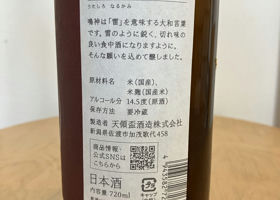 うたしろ なるかみ
鳴神は「雷」を意味する大和言葉
です。雷のように鋭く、切れ味の
良い食中酒になりますように。
そんな願いを込めて醸しました。
原材料名 米(国産)、
米麹(国産米)
アルコール分 14.5度(原酒)
保存方法 要冷蔵
製造者 天領盃酒造株式会社
新潟県佐渡市加茂歌代458
商品情報・
公式SNSは
こちらから
日本酒
内容量 720ml